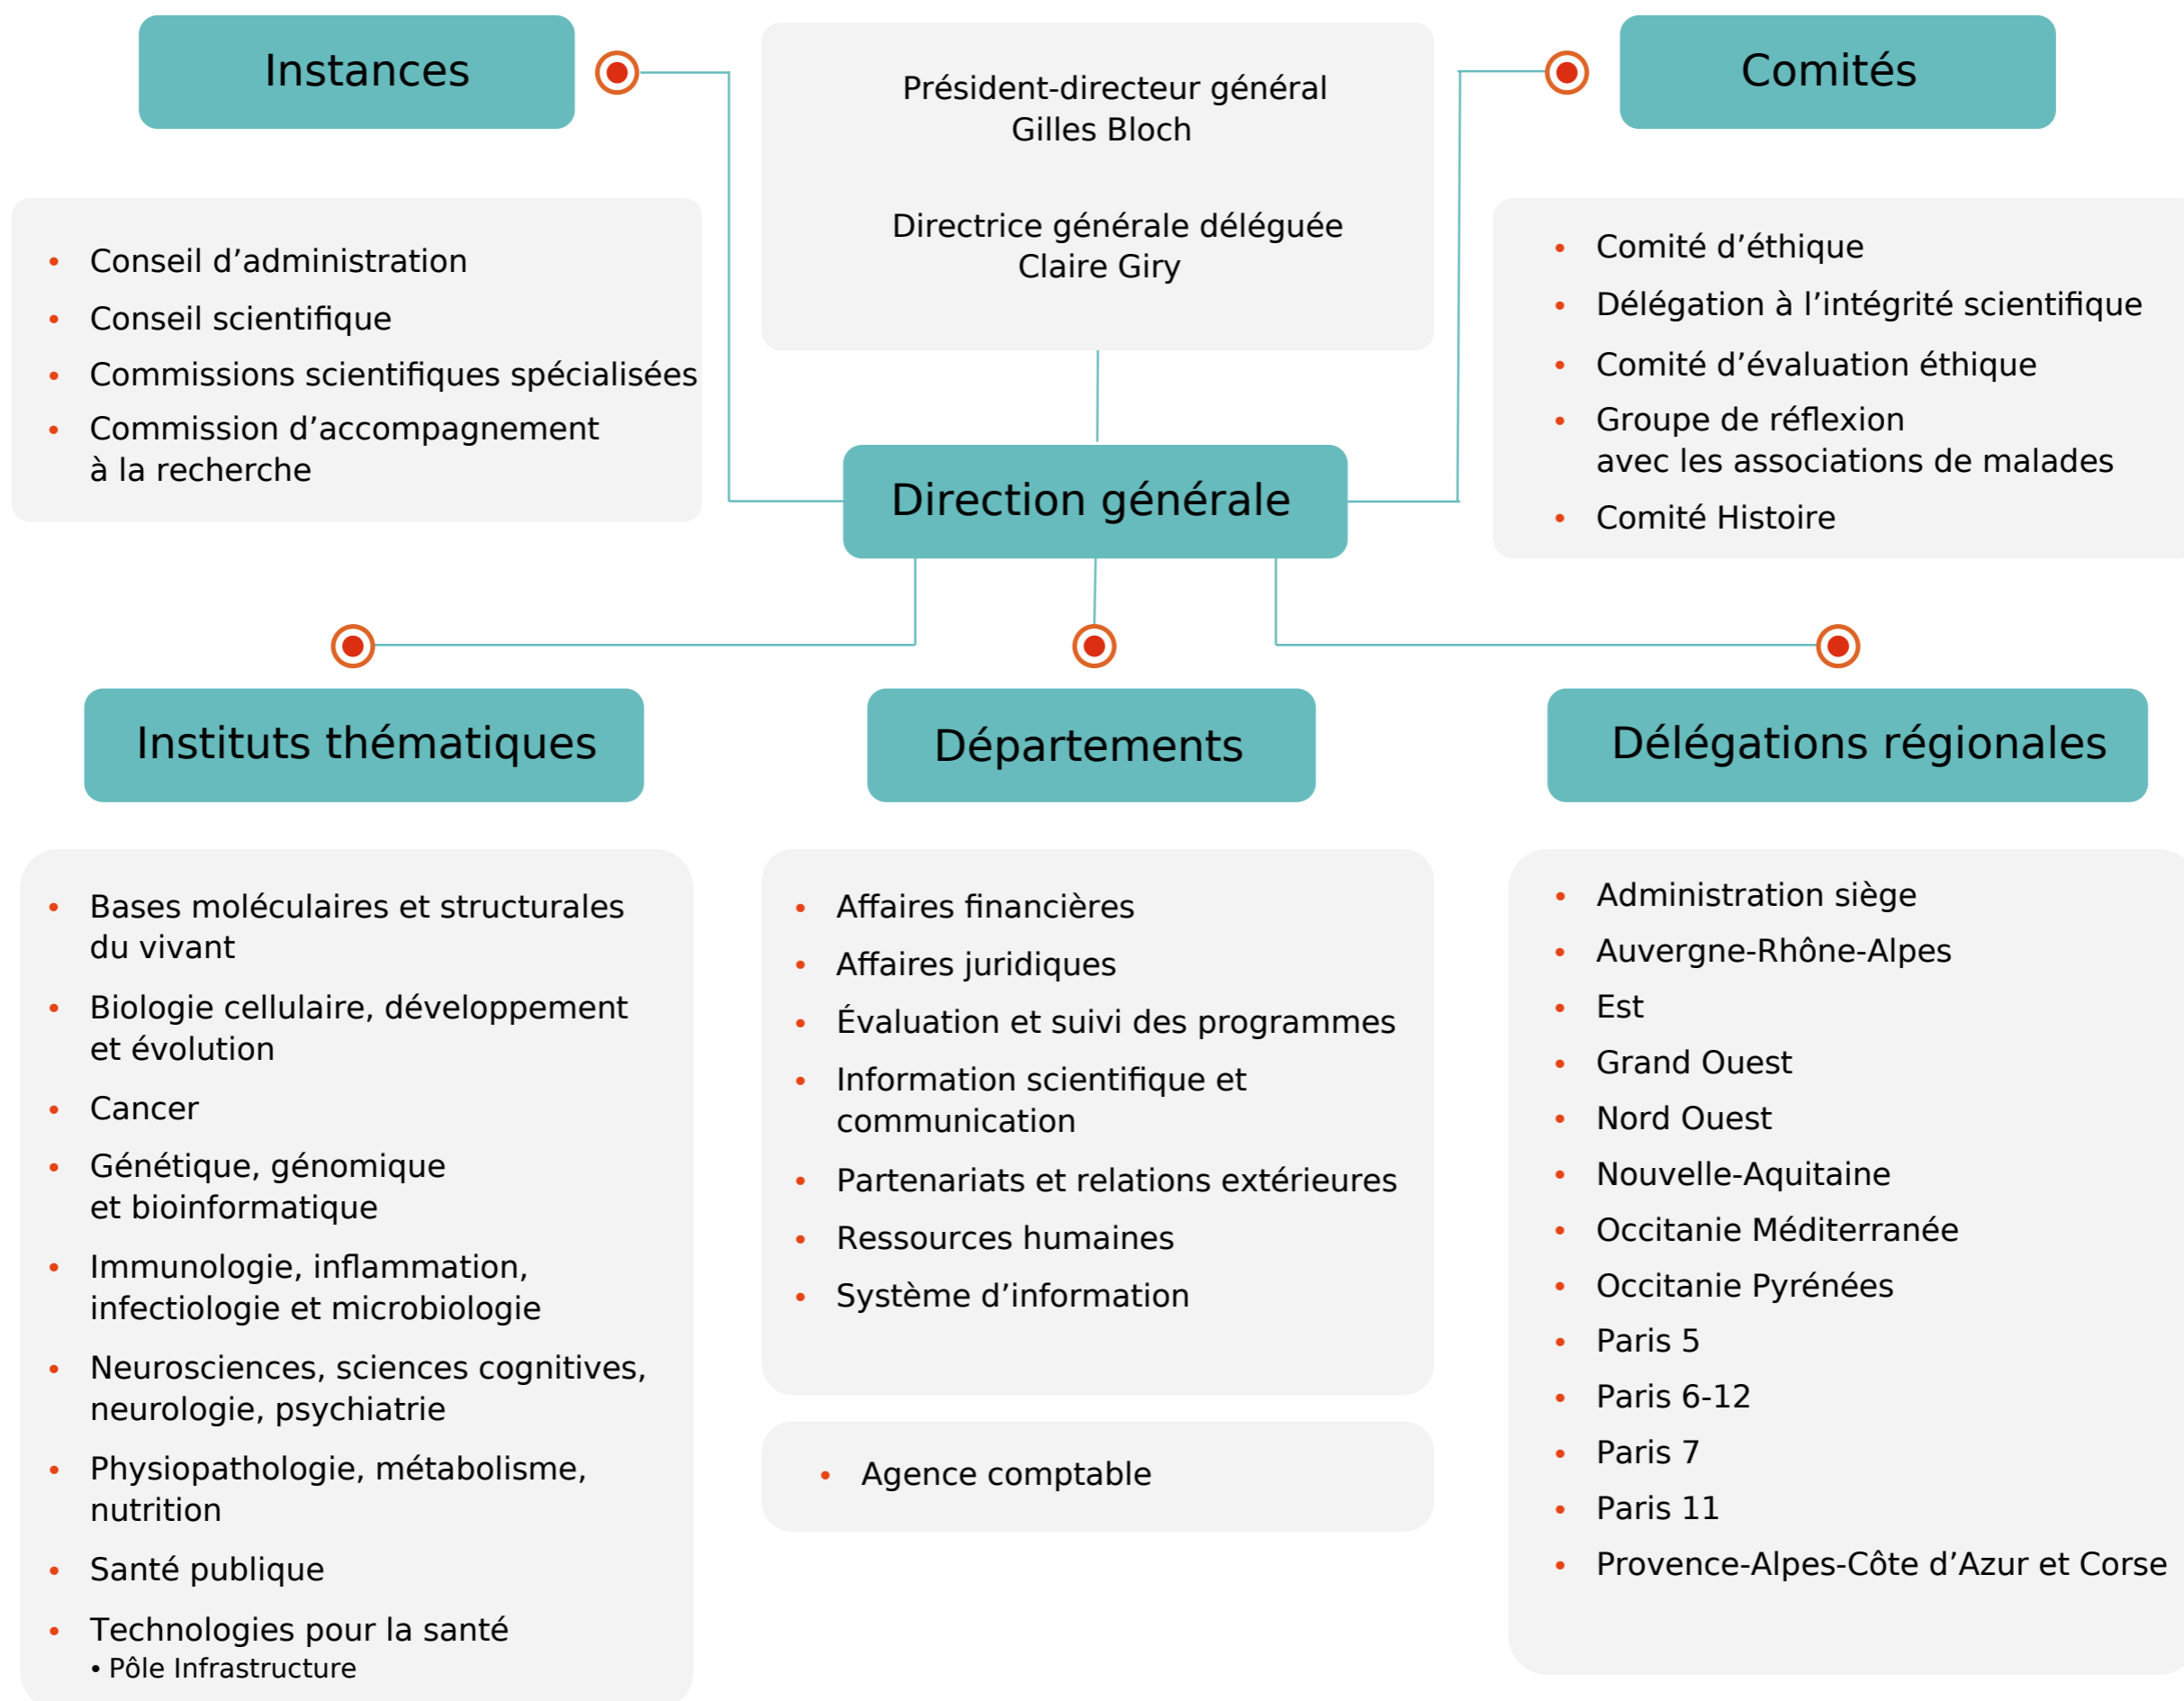 Instances
Président-directeur général
Gilles Bloch
Directrice générale déléguée
Claire Giry
Comités
• Conseil d’administration
• Conseil scientifique
• Commissions scientifiques spécialisées
• Commission d’accompagnement
à la recherche
• Comité d’éthique
• Délégation à l’intégrité scientifique
• Comité d’évaluation éthique
• Groupe de réflexion
avec les associations de malades
• Comité Histoire
Direction générale
Instituts thématiques
• Bases moléculaires et structurales
du vivant
• Biologie cellulaire, développement
et évolution
• Cancer
• Génétique, génomique
et bioinformatique
• Immunologie, inflammation,
infectiologie et microbiologie
• Neurosciences, sciences cognitives,
neurologie, psychiatrie
• Physiopathologie, métabolisme,
nutrition
• Santé publique
• Technologies pour la santé
• Pôle Infrastructure
Départements
• Affaires financières
• Affaires juridiques
• Évaluation et suivi des programmes
• Information scientifique et
communication
• Partenariats et relations extérieures
• Ressources humaines
• Système d’information
• Agence comptable
Délégations régionales
• Administration siège
• Auvergne-Rhône-Alpes
• Est
• Grand Ouest
• Nord Ouest
• Nouvelle-Aquitaine
• Occitanie Méditerranée
• Occitanie Pyrénées
• Paris 5
• Paris 6-12
• Paris 7
• Paris 11
• Provence-Alpes-Côte d’Azur et Corse